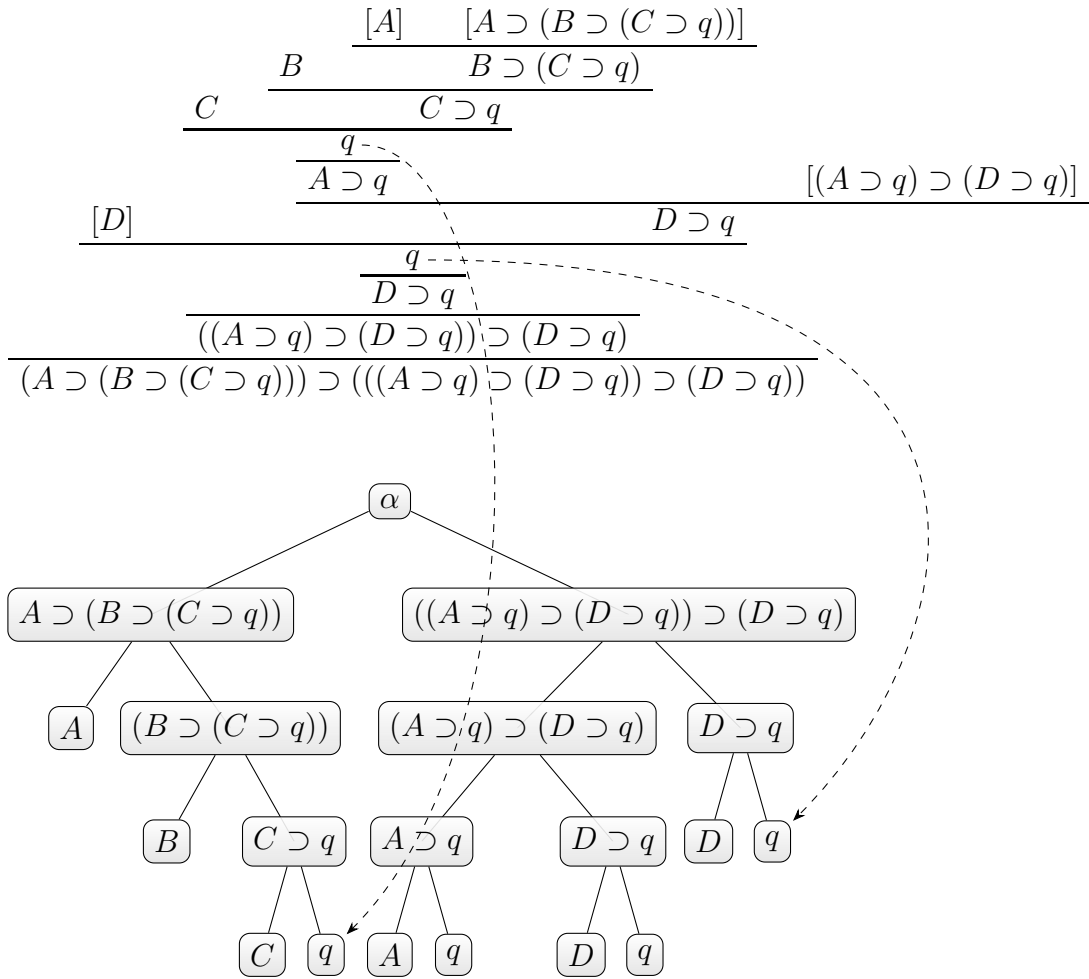 [A] [A ⊃ (B ⊃ (C ⊃ q))]
B B ⊃ (C ⊃ q)
C C ⊃ q
q
A ⊃ q [(A ⊃ q) ⊃ (D ⊃ q)]
[D] D ⊃ q
q
D ⊃ q
((A ⊃ q) ⊃ (D ⊃ q)) ⊃ (D ⊃ q)
(A ⊃ (B ⊃ (C ⊃ q))) ⊃ (((A ⊃ q) ⊃ (D ⊃ q)) ⊃ (D ⊃ q))
α
A ⊃ (B ⊃ (C ⊃ q)) ((A ⊃ q) ⊃ (D ⊃ q)) ⊃ (D ⊃ q)
A (B ⊃ (C ⊃ q)) (A ⊃ q) ⊃ (D ⊃ q) D ⊃ q
B C ⊃ q A ⊃ q D ⊃ q D q
C q A q D q